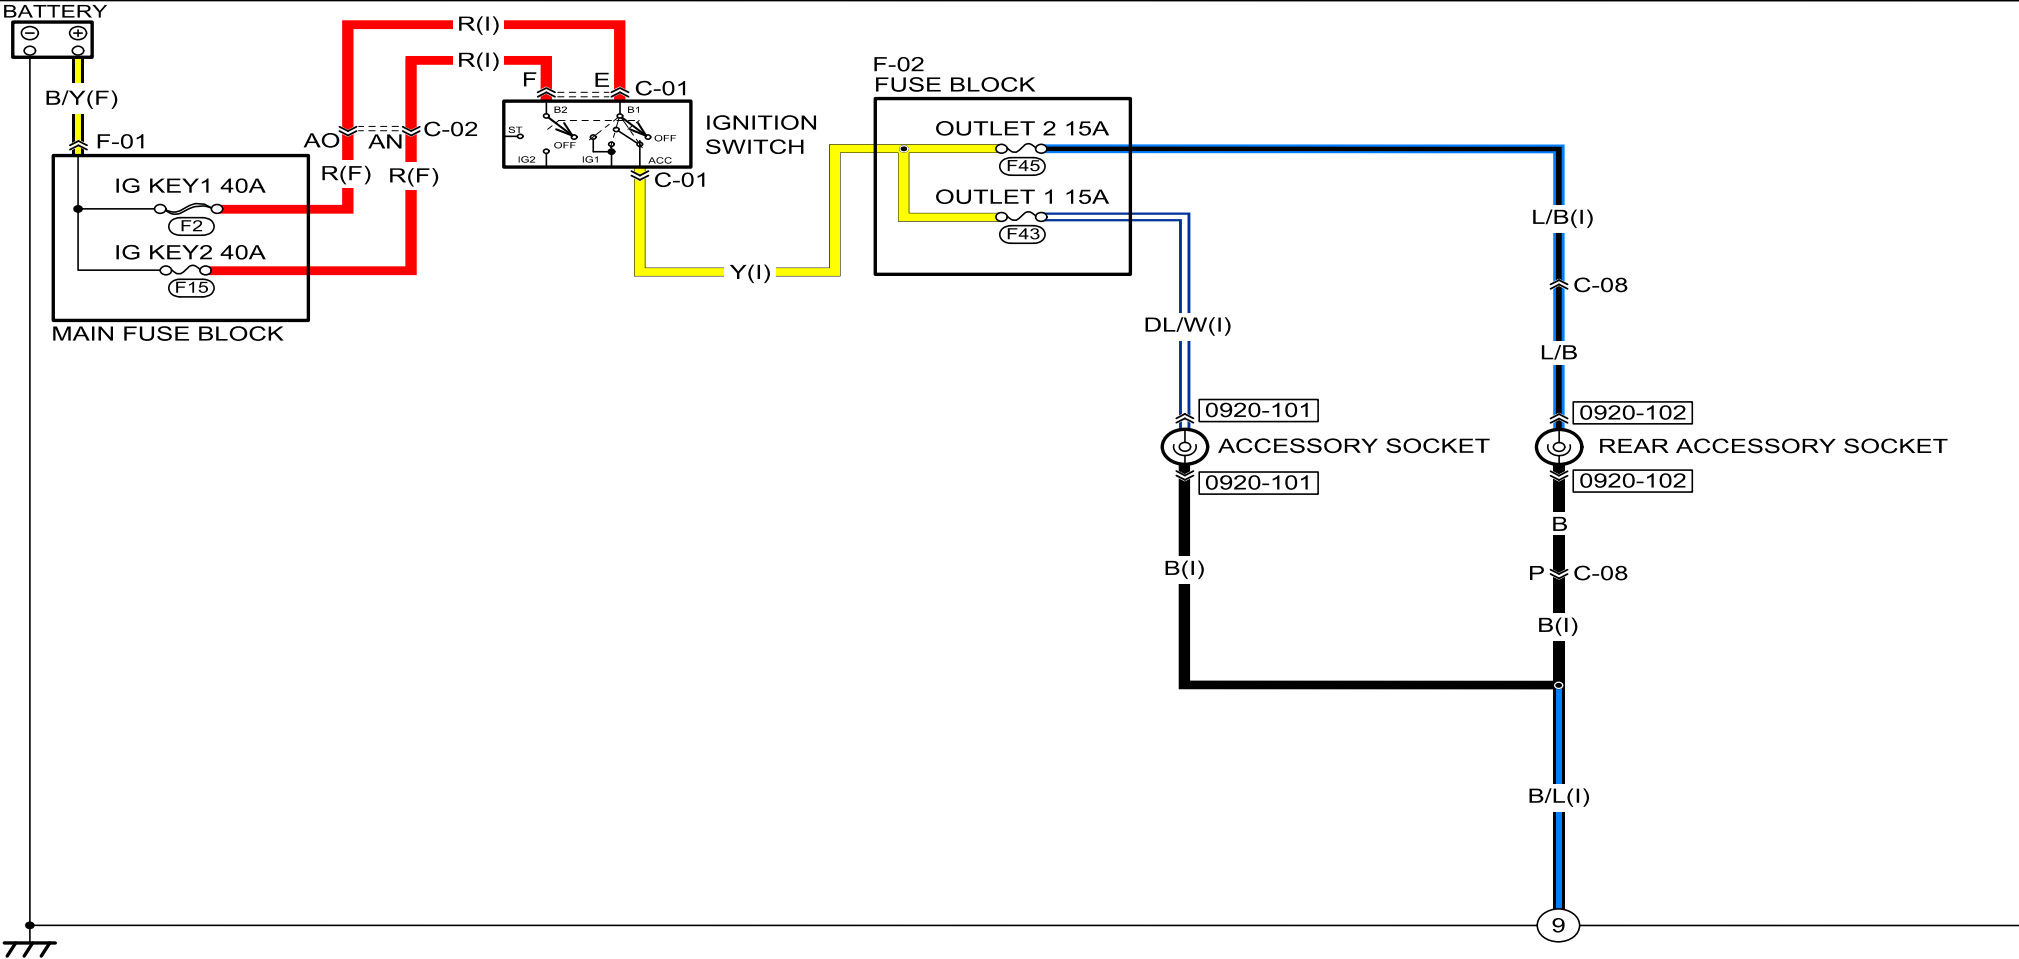 BATTERY
− +
B/Y(F)
F-01
IG KEY1 40A
F2
IG KEY2 40A
F15
MAIN FUSE BLOCK
R(I)
R(I)
AO AN C-02
R(F) R(F)
F E C-01
B2 B1
ST
OFF OFF
IG2 IG1 ACC
IGNITION
SWITCH
C-01
Y(I)
F-02
FUSE BLOCK
OUTLET 2 15A
F45
OUTLET 1 15A
F43
DL/W(I)
0920-101
ACCESSORY SOCKET
0920-101
B(I)
L/B(I)
C-08
L/B
0920-102
REAR ACCESSORY SOCKET
0920-102
B
P C-08
B(I)
B/L(I)
9